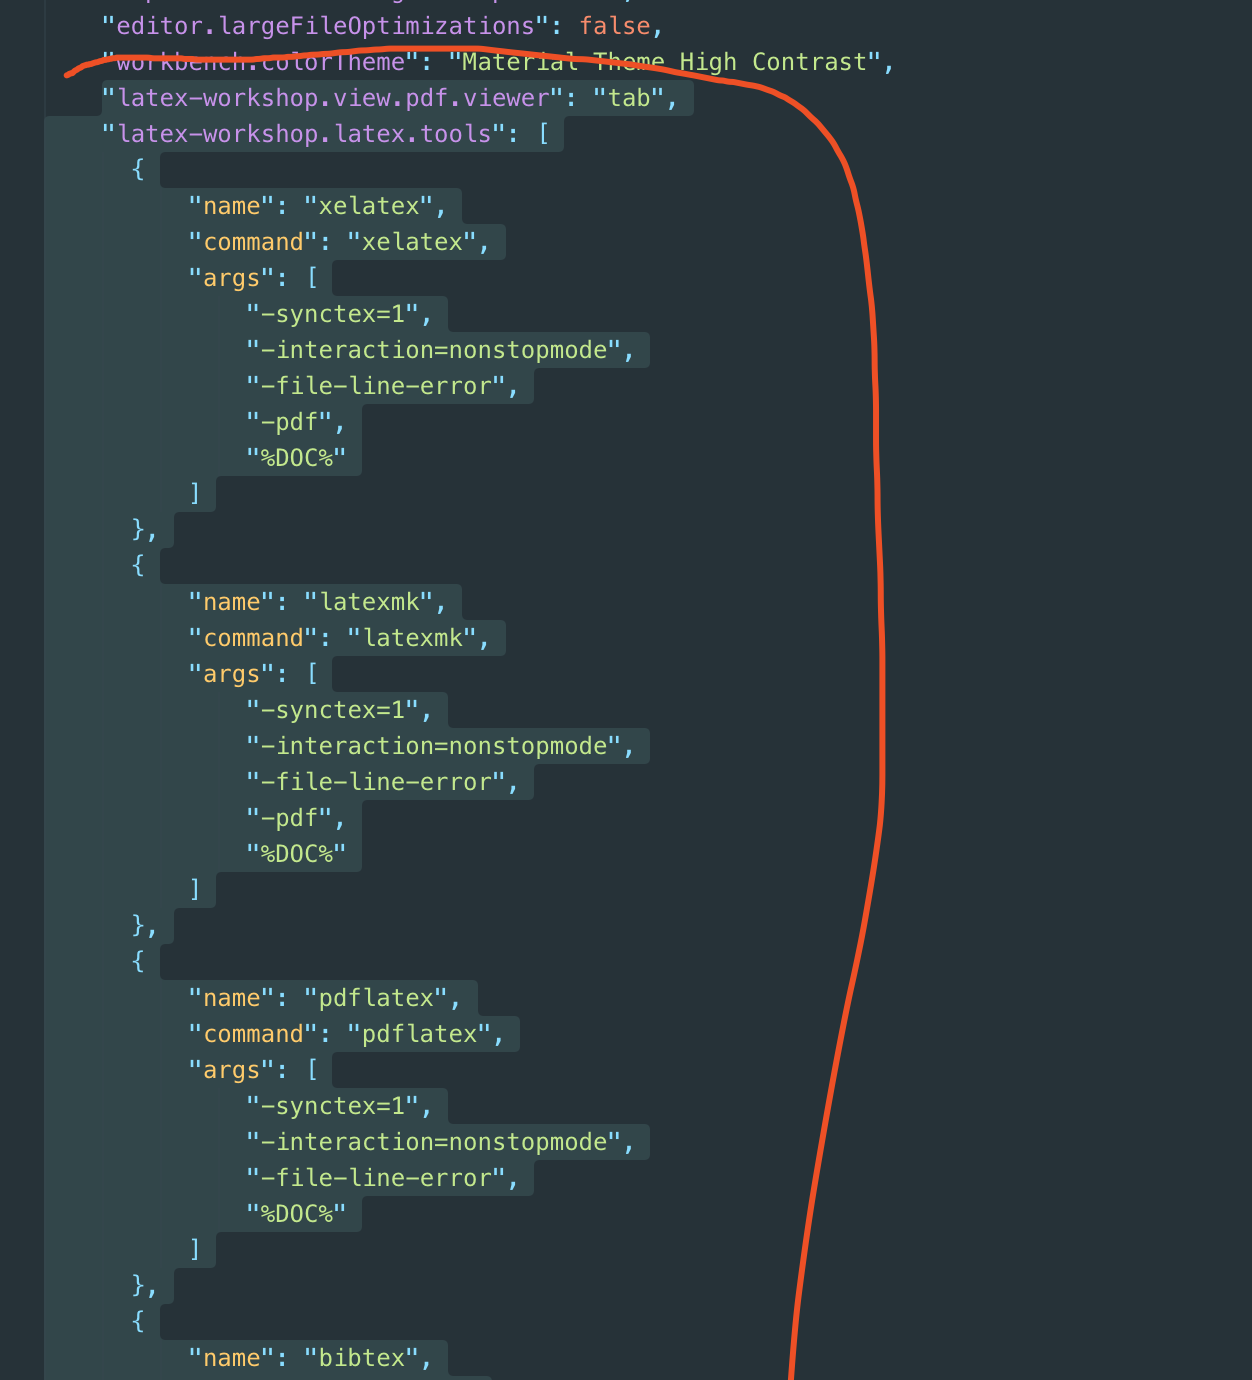 "editor.largeFileOptimizations": false,
"workbench.colorTheme": "Material Theme High Contrast",
"latex-workshop.view.pdf.viewer": "tab",
"latex-workshop.latex.tools": [
{
"name": "xelatex",
"command": "xelatex",
"args": [
"-synctex=1",
"-interaction=nonstopmode",
"-file-line-error",
"-pdf",
"%DOC%"
]
},
{
"name": "latexmk",
"command": "latexmk",
"args": [
"-synctex=1",
"-interaction=nonstopmode",
"-file-line-error",
"-pdf",
"%DOC%"
]
},
{
"name": "pdflatex",
"command": "pdflatex",
"args": [
"-synctex=1",
"-interaction=nonstopmode",
"-file-line-error",
"%DOC%"
]
},
{
"name": "bibtex",